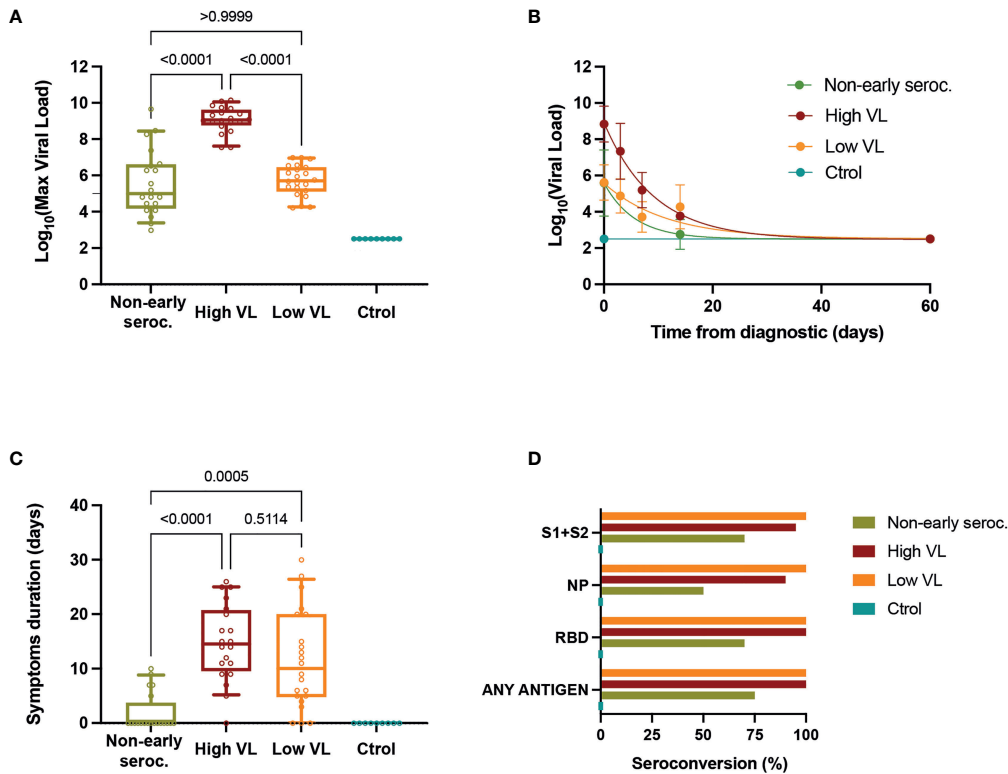 A
>0.9999
<0.0001
<0.0001
12
10
8
6
4
2
0
Log10(Max Viral Load)
Non-early
seroc.
High VL
Low VL
Ctrol
B
12
10
8
6
4
2
0
Log10(Viral Load)
Non-early seroc.
High VL
Low VL
Ctrol
0
20
40
60
Time from diagnostic (days)
C
0.0005
<0.0001
0.5114
40
30
20
10
0
Symptoms duration (days)
Non-early
seroc.
High VL
Low VL
Ctrol
D
S1+S2
NP
RBD
ANY ANTIGEN
0
25
50
75
100
Seroconversion (%)
Non-early seroc.
High VL
Low VL
Ctrol